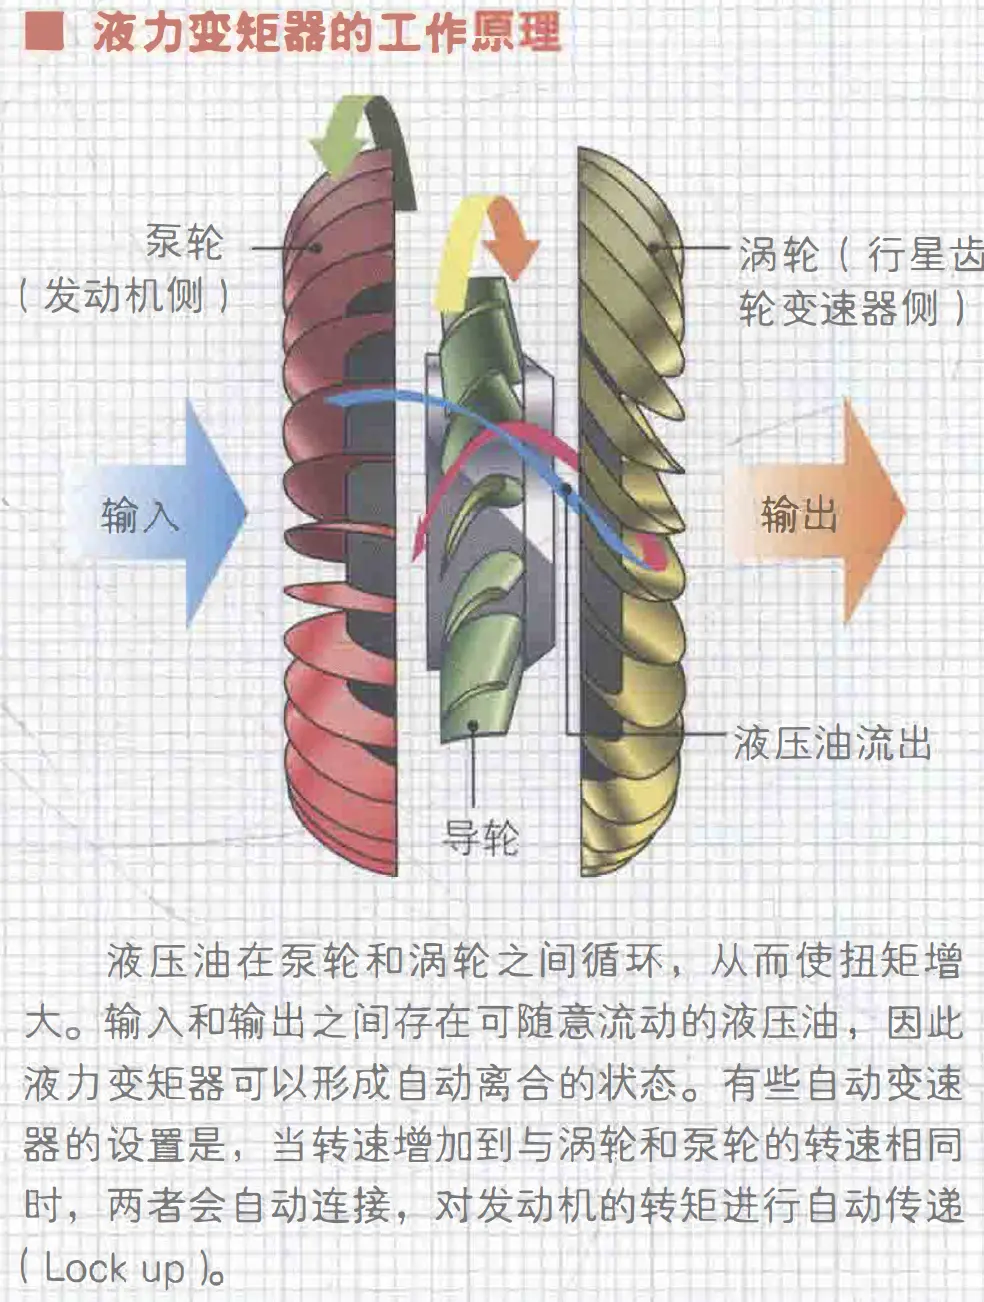 液力变矩器的工作原理
泵轮
（发动机侧）
涡轮（行星齿
轮变速器侧）
输入
输出
液压油流出
导轮
液压油在泵轮和涡轮之间循环，从而使扭矩增
大。输入和输出之间存在可随意流动的液压油，因此
液力变矩器可以形成自动离合的状态。有些自动变速
器的设置是，当转速增加到与涡轮和泵轮的转速相同
时，两者会自动连接，对发动机的转矩进行自动传递
（Lock up）。